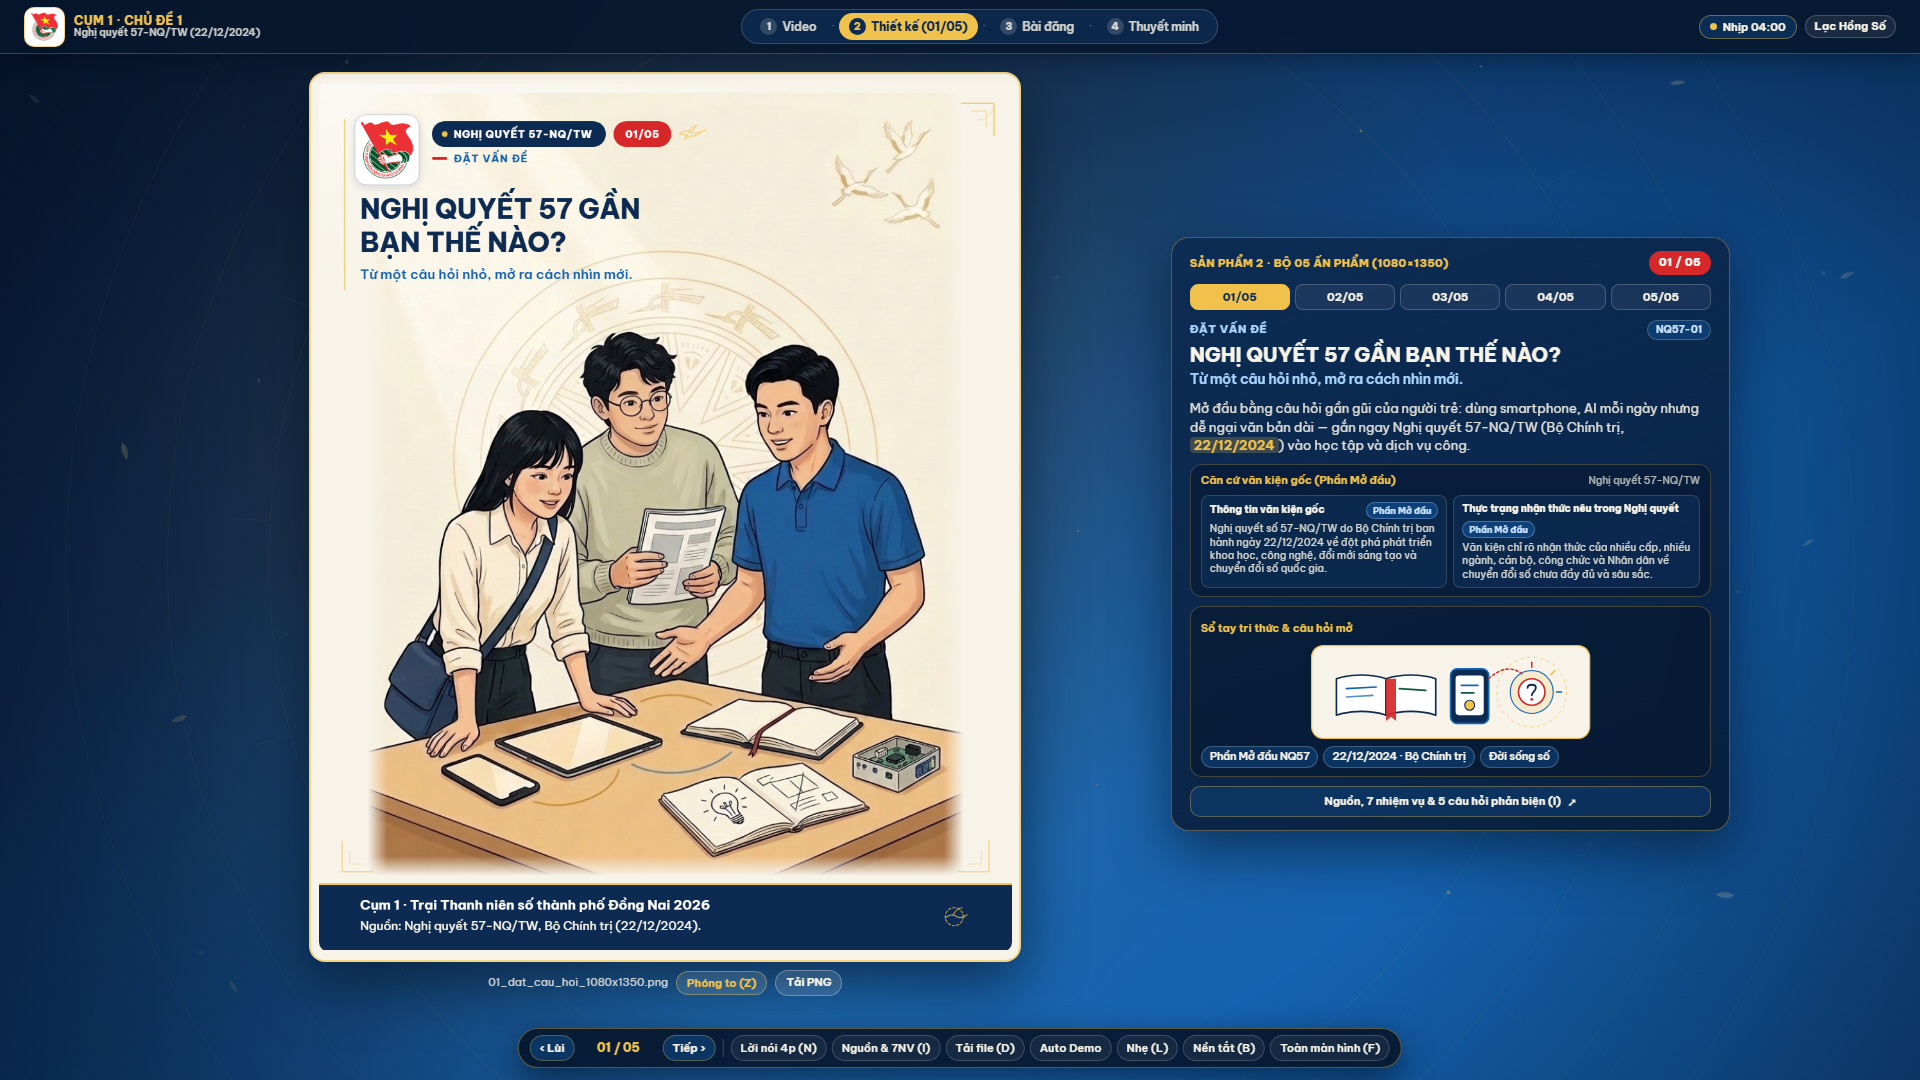 CỤM 1 · CHỦ ĐỀ 1
Nghị quyết 57-NQ/TW (22/12/2024)
1 Video
2 Thiết kế (01/05)
3 Bài đăng
4 Thuyết minh
Nhịp 04:00
Lạc Hồng Số
NGHỊ QUYẾT 57-NQ/TW
01/05
ĐẶT VẤN ĐỀ
NGHỊ QUYẾT 57 GẦN
BẠN THẾ NÀO?
Từ một câu hỏi nhỏ, mở ra cách nhìn mới.
Cụm 1 · Trại Thanh niên số thành phố Đồng Nai 2026
Nguồn: Nghị quyết 57-NQ/TW, Bộ Chính trị (22/12/2024).
01_dat_cau_hoi_1080x1350.png
Phóng to (Z)
Tải PNG
SẢN PHẨM 2 · BỘ 05 ẤN PHẨM (1080×1350)
01 / 05
01/05
02/05
03/05
04/05
05/05
ĐẶT VẤN ĐỀ
NQ57-01
NGHỊ QUYẾT 57 GẦN BẠN THẾ NÀO?
Từ một câu hỏi nhỏ, mở ra cách nhìn mới.
Mở đầu bằng câu hỏi gần gũi của người trẻ: dùng smartphone, AI mỗi ngày nhưng
dễ ngại văn bản dài — gắn ngay Nghị quyết 57-NQ/TW (Bộ Chính trị,
22/12/2024) vào học tập và dịch vụ công.
Căn cứ văn kiện gốc (Phần Mở đầu)
Nghị quyết 57-NQ/TW
Thông tin văn kiện gốc
Phần Mở đầu
Nghị quyết số 57-NQ/TW do Bộ Chính trị ban
hành ngày 22/12/2024 về đột phá phát triển
khoa học, công nghệ, đổi mới sáng tạo và
chuyển đổi số quốc gia.
Thực trạng nhận thức nêu trong Nghị quyết
Phần Mở đầu
Văn kiện chỉ rõ nhận thức của nhiều cấp, nhiều
ngành, cán bộ, công chức và Nhân dân về
chuyển đổi số chưa đầy đủ và sâu sắc.
Sổ tay tri thức & câu hỏi mở
?
Phần Mở đầu NQ57
22/12/2024 · Bộ Chính trị
Đời sống số
Nguồn, 7 nhiệm vụ & 5 câu hỏi phản biện (I) ↗
‹ Lùi
01 / 05
Tiếp ›
Lời nói 4p (N)
Nguồn & 7NV (I)
Tải file (D)
Auto Demo
Nhẹ (L)
Nền tắt (B)
Toàn màn hình (F)